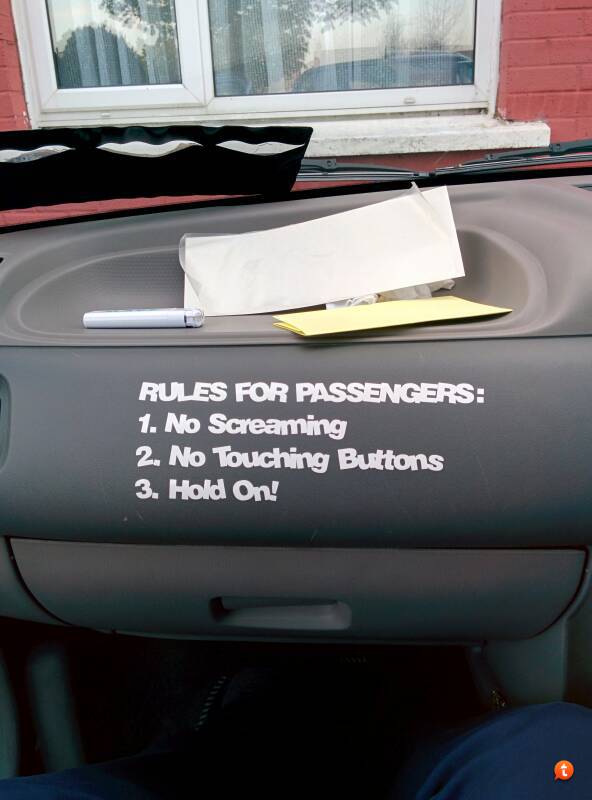 RULES FOR PASSENGERS:
1. No Screaming
2. No Touching Buttons
3. Hold On!
t